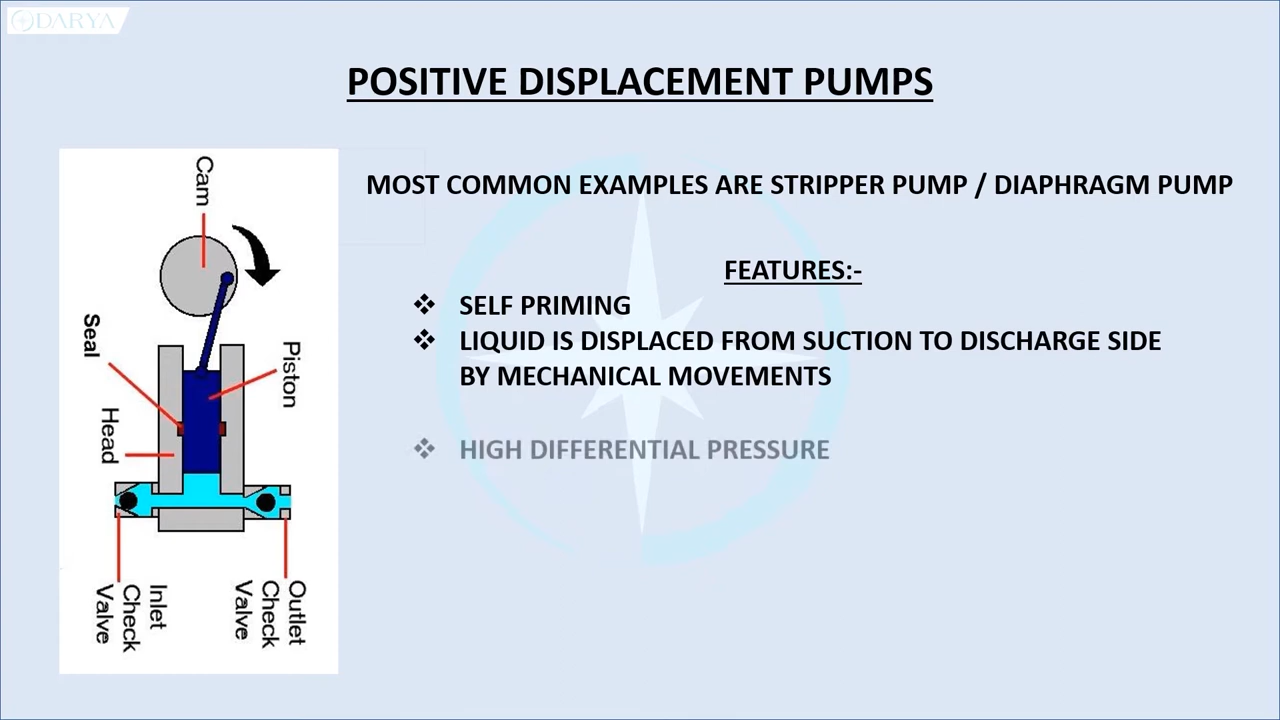 ODARYA
POSITIVE DISPLACEMENT PUMPS
MOST COMMON EXAMPLES ARE STRIPPER PUMP / DIAPHRAGM PUMP
FEATURES:-
❖ SELF PRIMING
❖ LIQUID IS DISPLACED FROM SUCTION TO DISCHARGE SIDE
BY MECHANICAL MOVEMENTS
❖ HIGH DIFFERENTIAL PRESSURE
Cam
Seal
Piston
Head
Inlet
Check
Valve
Outlet
Check
Valve